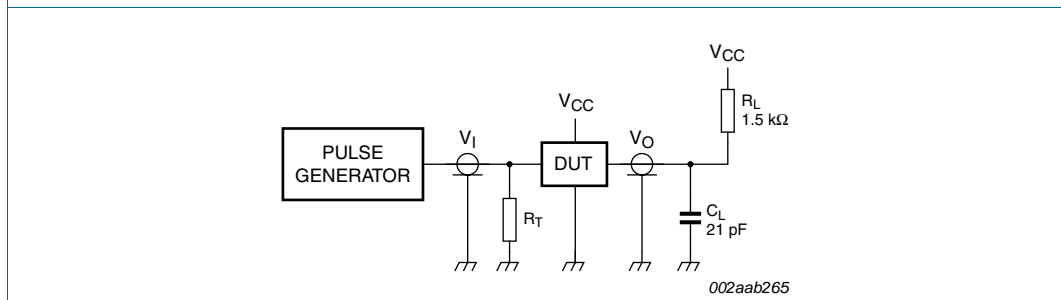 VCC
RL
1.5 kΩ
VCC
VI
VO
PULSE
GENERATOR
DUT
RT
CL
21 pF
002aab265